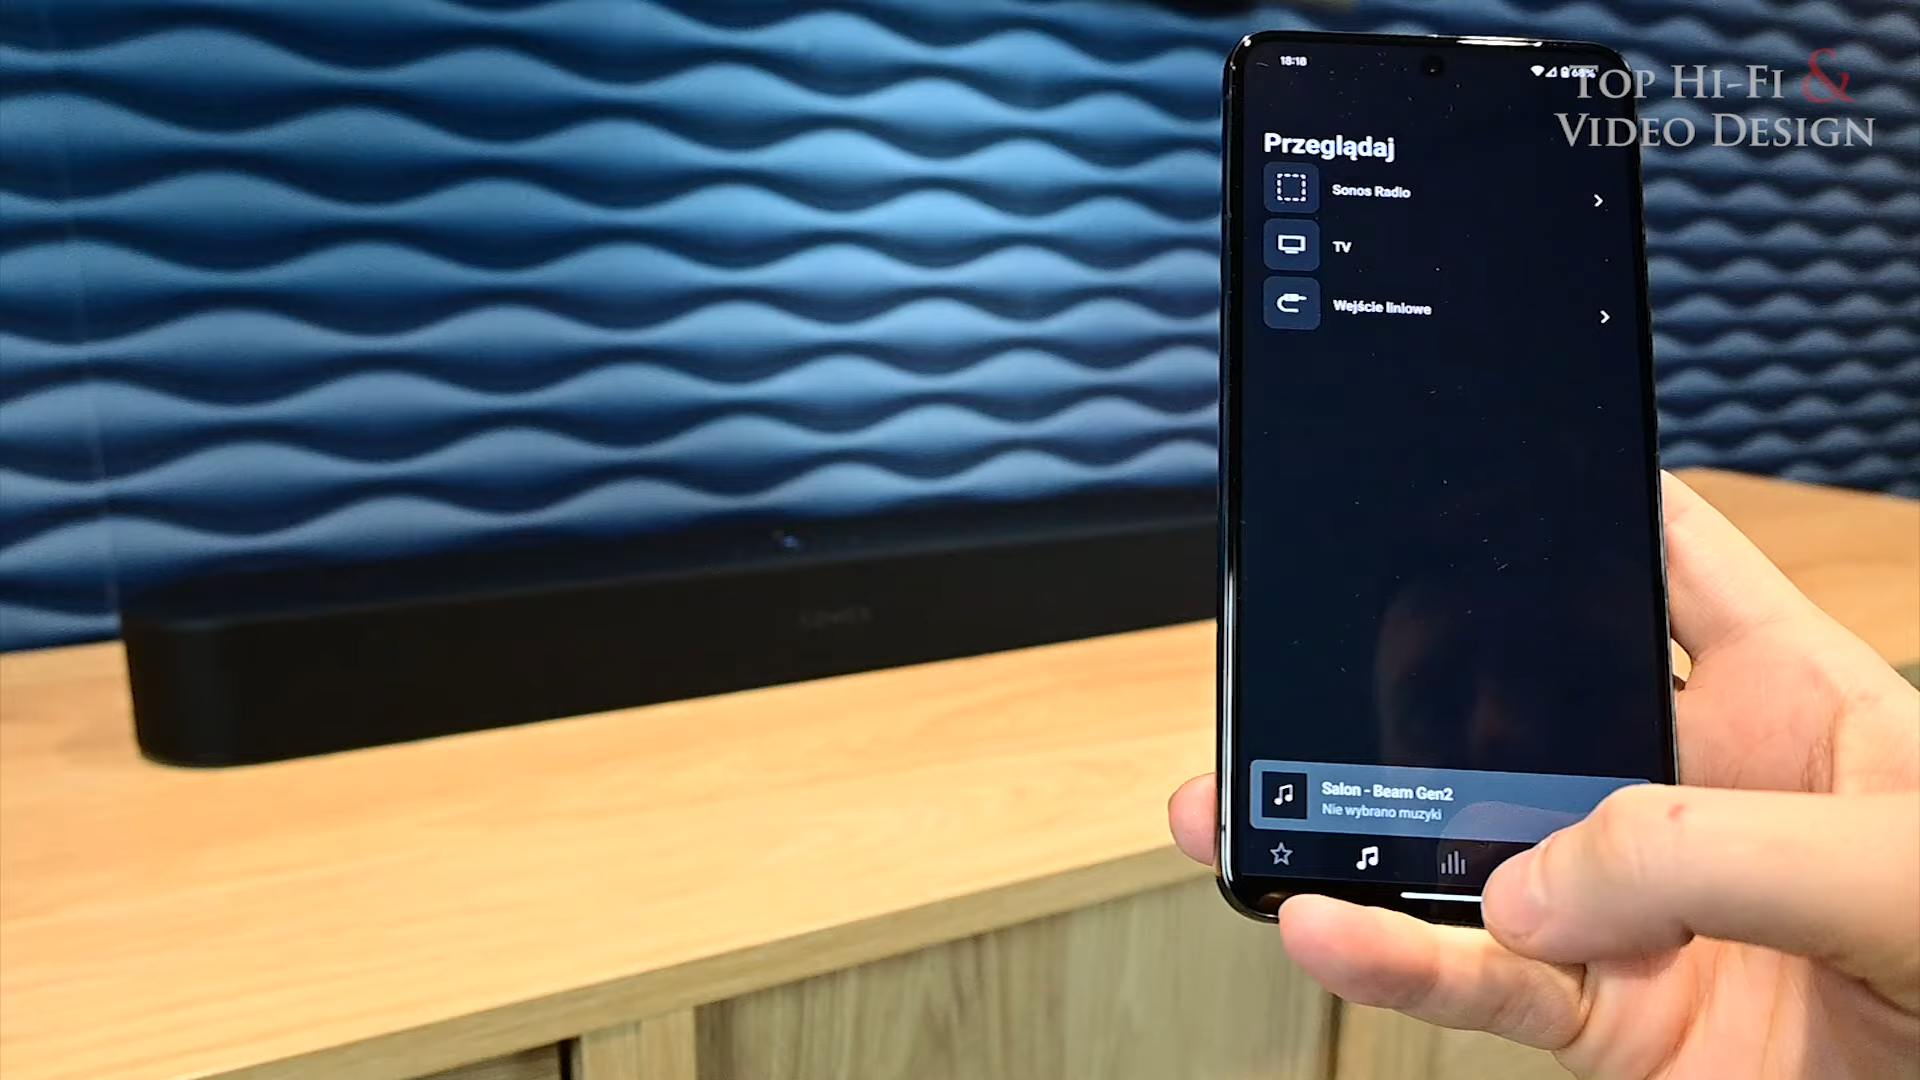 18:18
TOP HI-FI &
VIDEO DESIGN
Przeglądaj
Sonos Radio
TV
Wejście liniowe
Salon - Beam Gen2
Nie wybrano muzyki